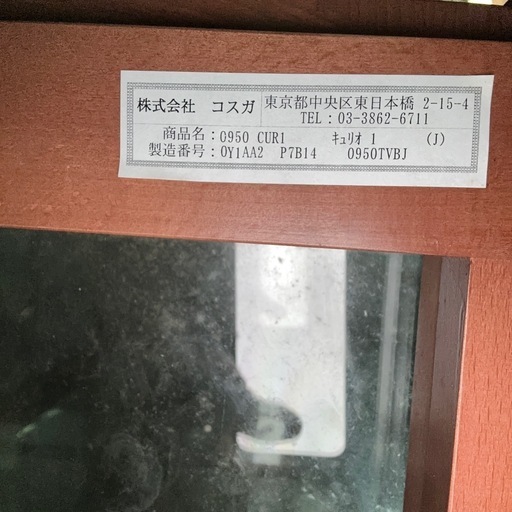 株式会社 コスガ 東京都中央区東日本橋 2-15-4
TEL:03-3862-6711
商品名:0950 CUR1 ｷｭﾘｵ 1 (J)
製造番号:0Y1AA2 P7B14 0950TVBJ